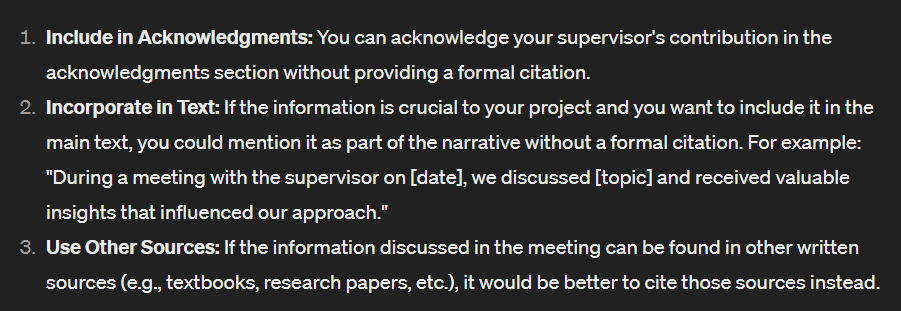 1. Include in Acknowledgments: You can acknowledge your supervisor's contribution in the
acknowledgments section without providing a formal citation.
2. Incorporate in Text: If the information is crucial to your project and you want to include it in the
main text, you could mention it as part of the narrative without a formal citation. For example:
"During a meeting with the supervisor on [date], we discussed [topic] and received valuable
insights that influenced our approach."
3. Use Other Sources: If the information discussed in the meeting can be found in other written
sources (e.g., textbooks, research papers, etc.), it would be better to cite those sources instead.